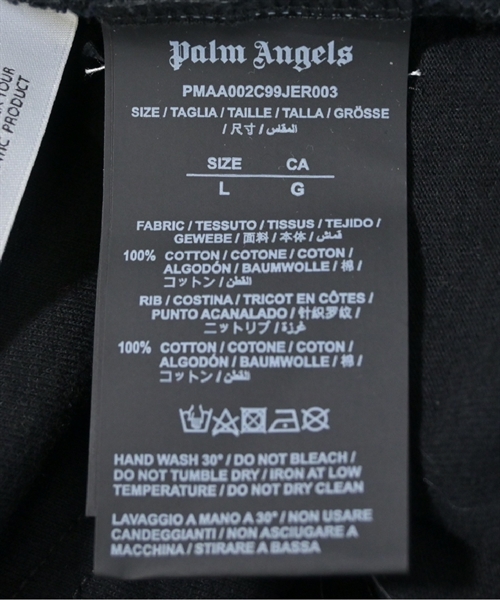 X YOUR
TIC PRODUCT
Palm Angels
PMAA002C99JER003
SIZE / TAGLIA / TAILLE / TALLA / GRÖSSE
/ 尺寸 / المقاس /
SIZE CA
L G
FABRIC / TESSUTO / TISSUS / TEJIDO /
GEWEBE / 面料 / 本体 / قماش /
100% COTTON / COTONE / COTON /
ALGODÓN / BAUMWOLLE / 棉 /
コットン / القطن /
RIB / COSTINA / TRICOT EN CÔTES /
PUNTO ACANALADO / 针织罗纹 /
ニットリブ / غرزة /
100% COTTON / COTONE / COTON /
ALGODÓN / BAUMWOLLE / 棉 /
コットン / القطن /
HAND WASH 30° / DO NOT BLEACH /
DO NOT TUMBLE DRY / IRON AT LOW
TEMPERATURE / DO NOT DRY CLEAN
LAVAGGIO A MANO A 30° / NON USARE
CANDEGGIANTI / NON ASCIUGARE A
MACCHINA / STIRARE A BASSA